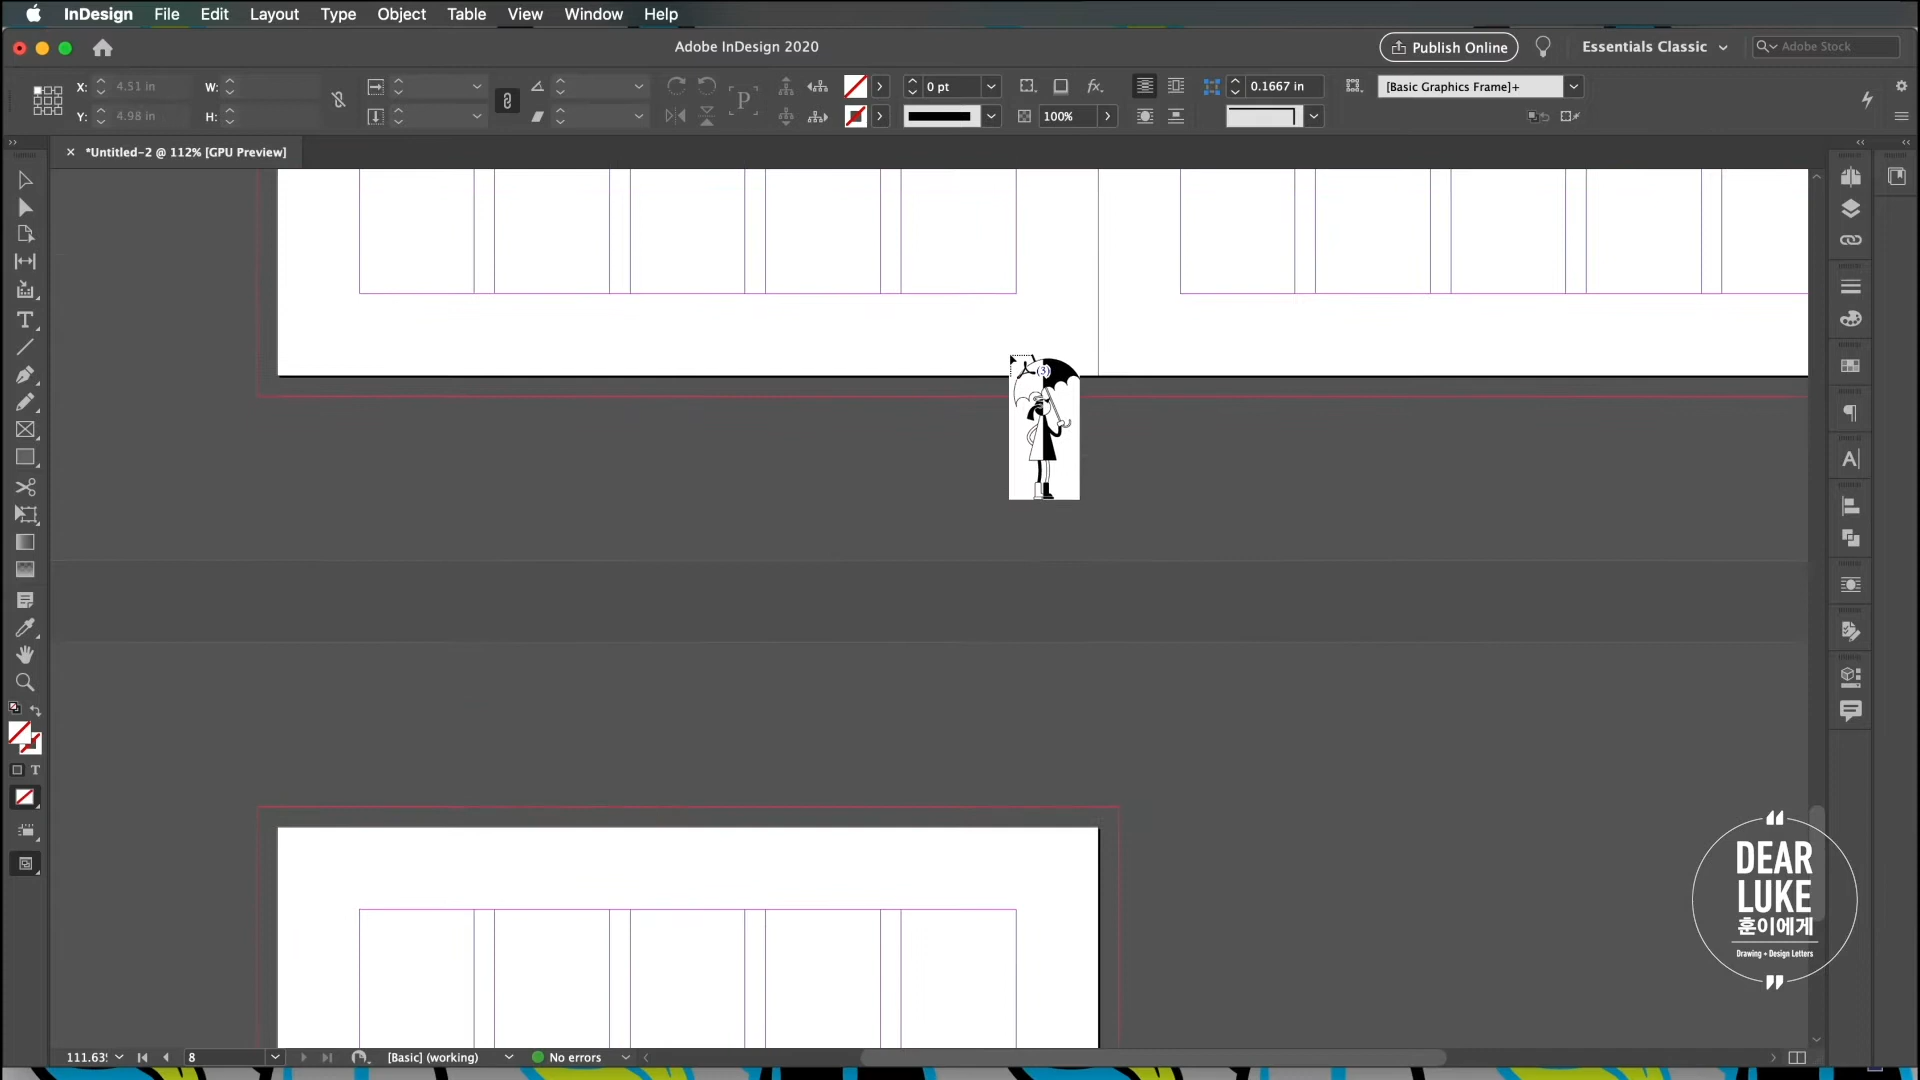 InDesign File Edit Layout Type Object Table View Window Help
Adobe InDesign 2020
Publish Online
Essentials Classic
Adobe Stock
X: 4.51 in W: 0 pt 0.1667 in [Basic Graphics Frame]+
Y: 4.98 in H: 100%
*Untitled-2 @ 112% [GPU Preview]
(3)
DEAR
LUKE
훈이에게
Drawing + Design Letters
8 [Basic] (working) No errors